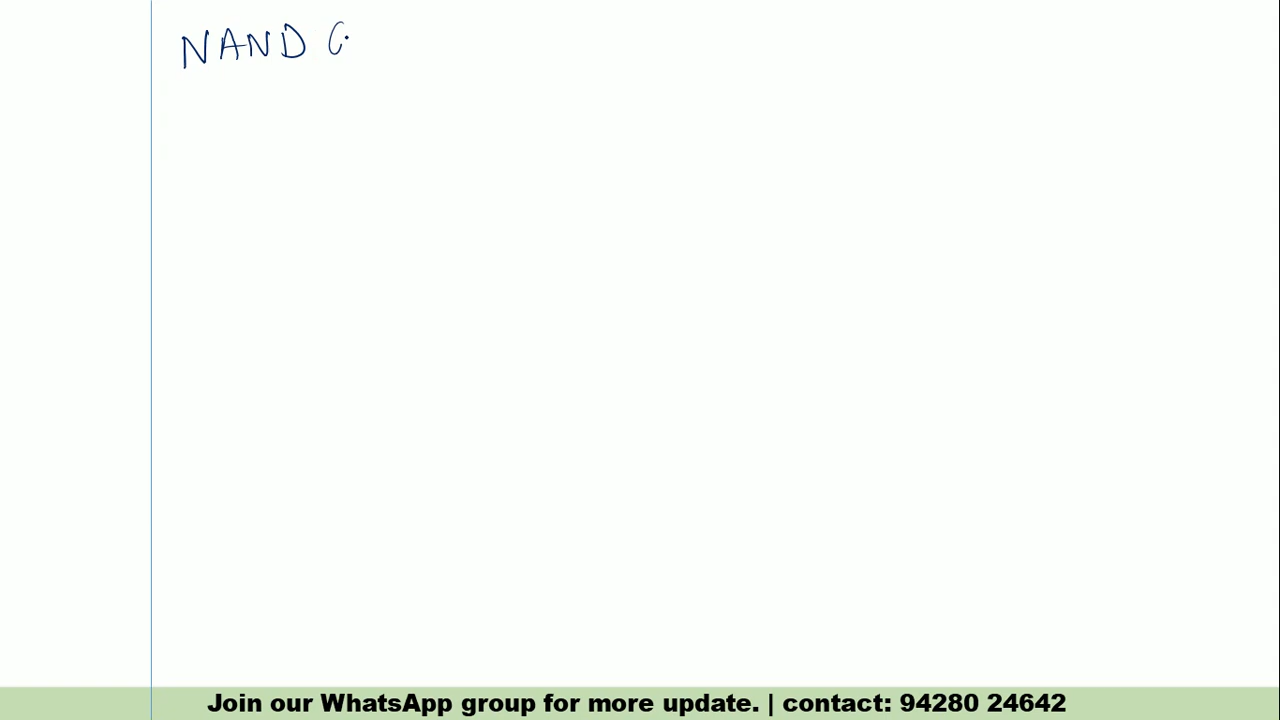 NAND G
Join our WhatsApp group for more update. | contact: 94280 24642